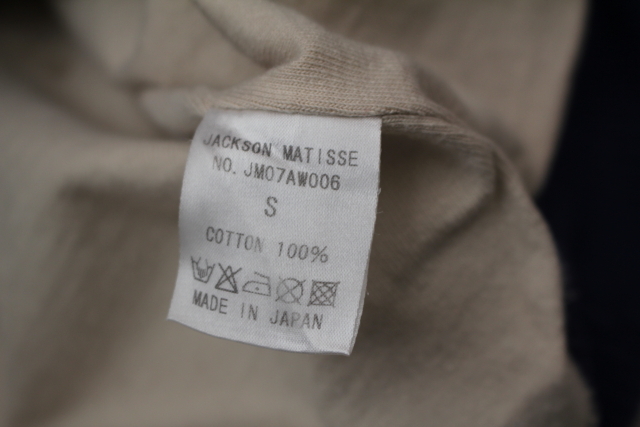 JACKSON MATISSE
NO. JM07AW006
S
COTTON 100%
MADE IN JAPAN